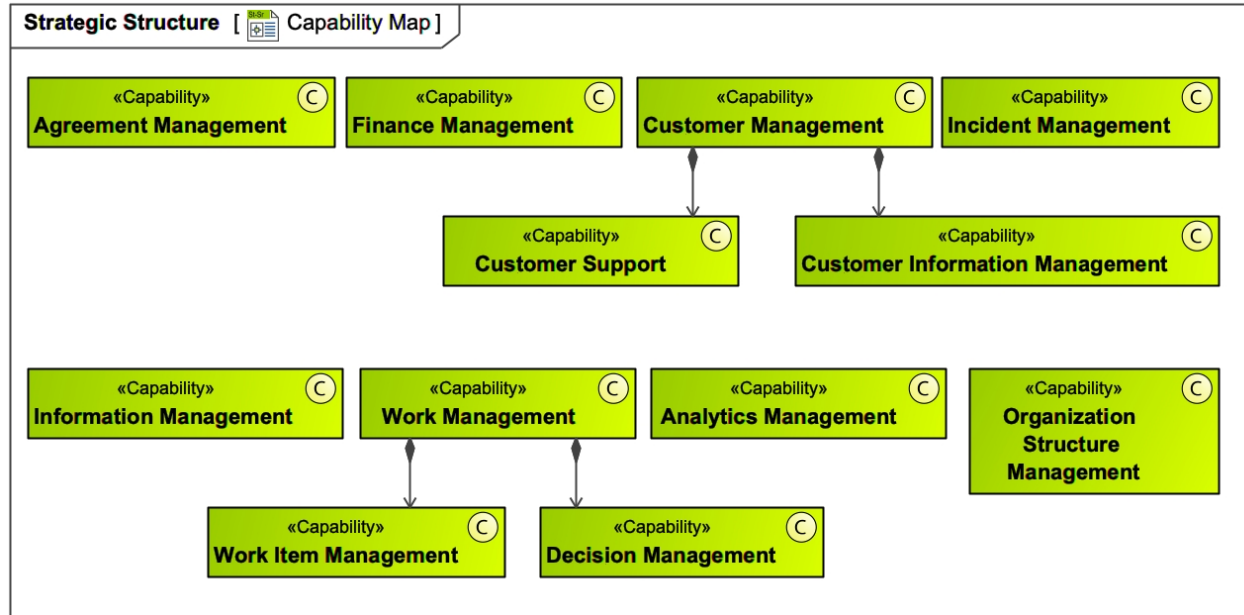 Strategic Structure [ St-Sr Capability Map ]
«Capability» C
Agreement Management
«Capability» C
Finance Management
«Capability» C
Customer Management
«Capability» C
Incident Management
«Capability» C
Customer Support
«Capability» C
Customer Information Management
«Capability» C
Information Management
«Capability» C
Work Management
«Capability» C
Analytics Management
«Capability» C
Organization
Structure
Management
«Capability» C
Work Item Management
«Capability» C
Decision Management